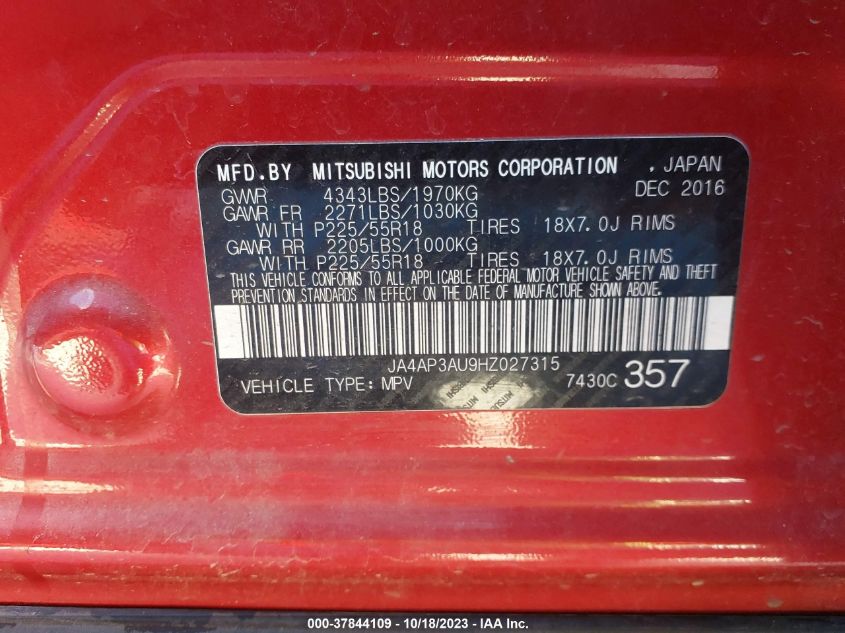 MFD.BY MITSUBISHI MOTORS CORPORATION . JAPAN
GVWR 4343LBS/1970KG DEC 2016
GAWR FR 2271LBS/1030KG
WITH P225/55R18 TIRES 18X7.0J RIMS
GAWR RR 2205LBS/1000KG
WITH P225/55R18 TIRES 18X7.0J RIMS
THIS VEHICLE CONFORMS TO ALL APPLICABLE FEDERAL MOTOR VEHICLE SAFETY AND THEFT
PREVENTION STANDARDS IN EFFECT ON THE DATE OF MANUFACTURE SHOWN ABOVE.
JA4AP3AU9HZ027315
VEHICLE TYPE: MPV 7430C 357
000-37844109 - 10/18/2023 - IAA Inc.